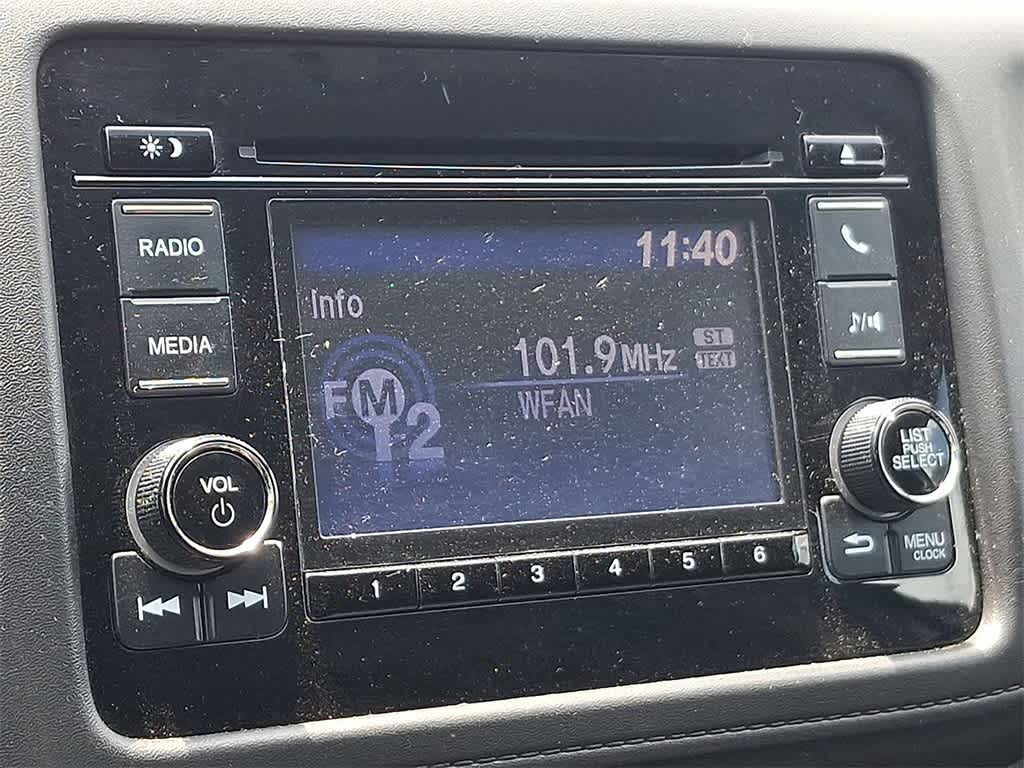 RADIO
MEDIA
VOL
11:40
Info
101.9MHz
ST
TEXT
WFAN
FM
2
1 2 3 4 5 6
LIST
PUSH
SELECT
MENU
CLOCK